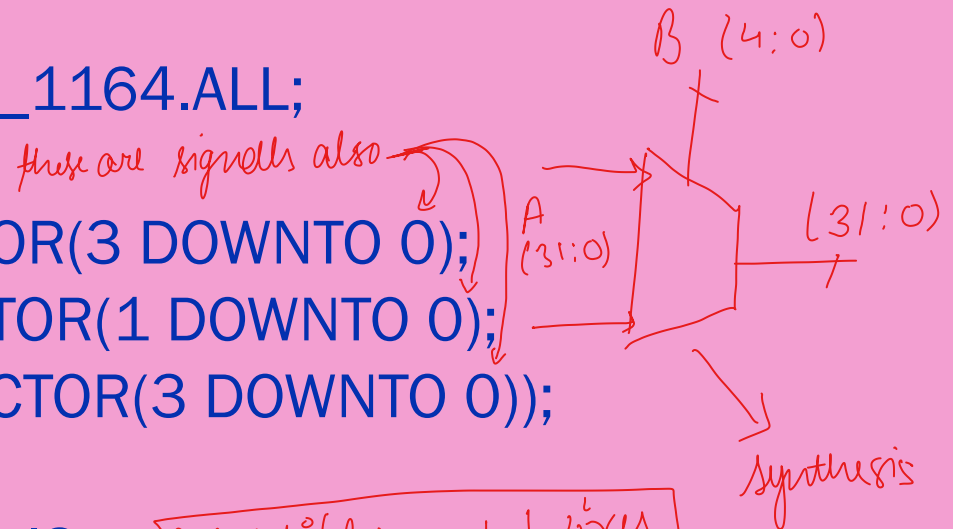 B (4:0)
_1164.ALL;
these are signals also
OR(3 DOWNTO 0);
A
(31:0)
(31:0)
TOR(1 DOWNTO 0);
CTOR(3 DOWNTO 0));
synthesis